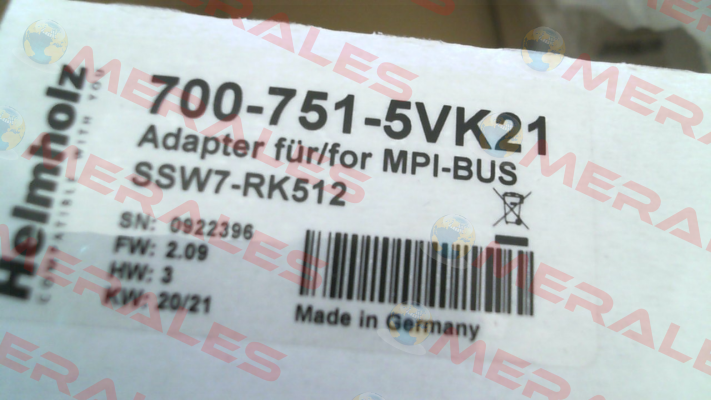 Helmholz
COMPATIBLE WITH YOU
700-751-5VK21
Adapter für/for MPI-BUS
SSW7-RK512
SN: 0922396
FW: 2.09
HW: 3
KW: 20/21
Made in Germany
MERALES
MERALES
MERALES
MERALES
MERALES
MERALES
MERALES